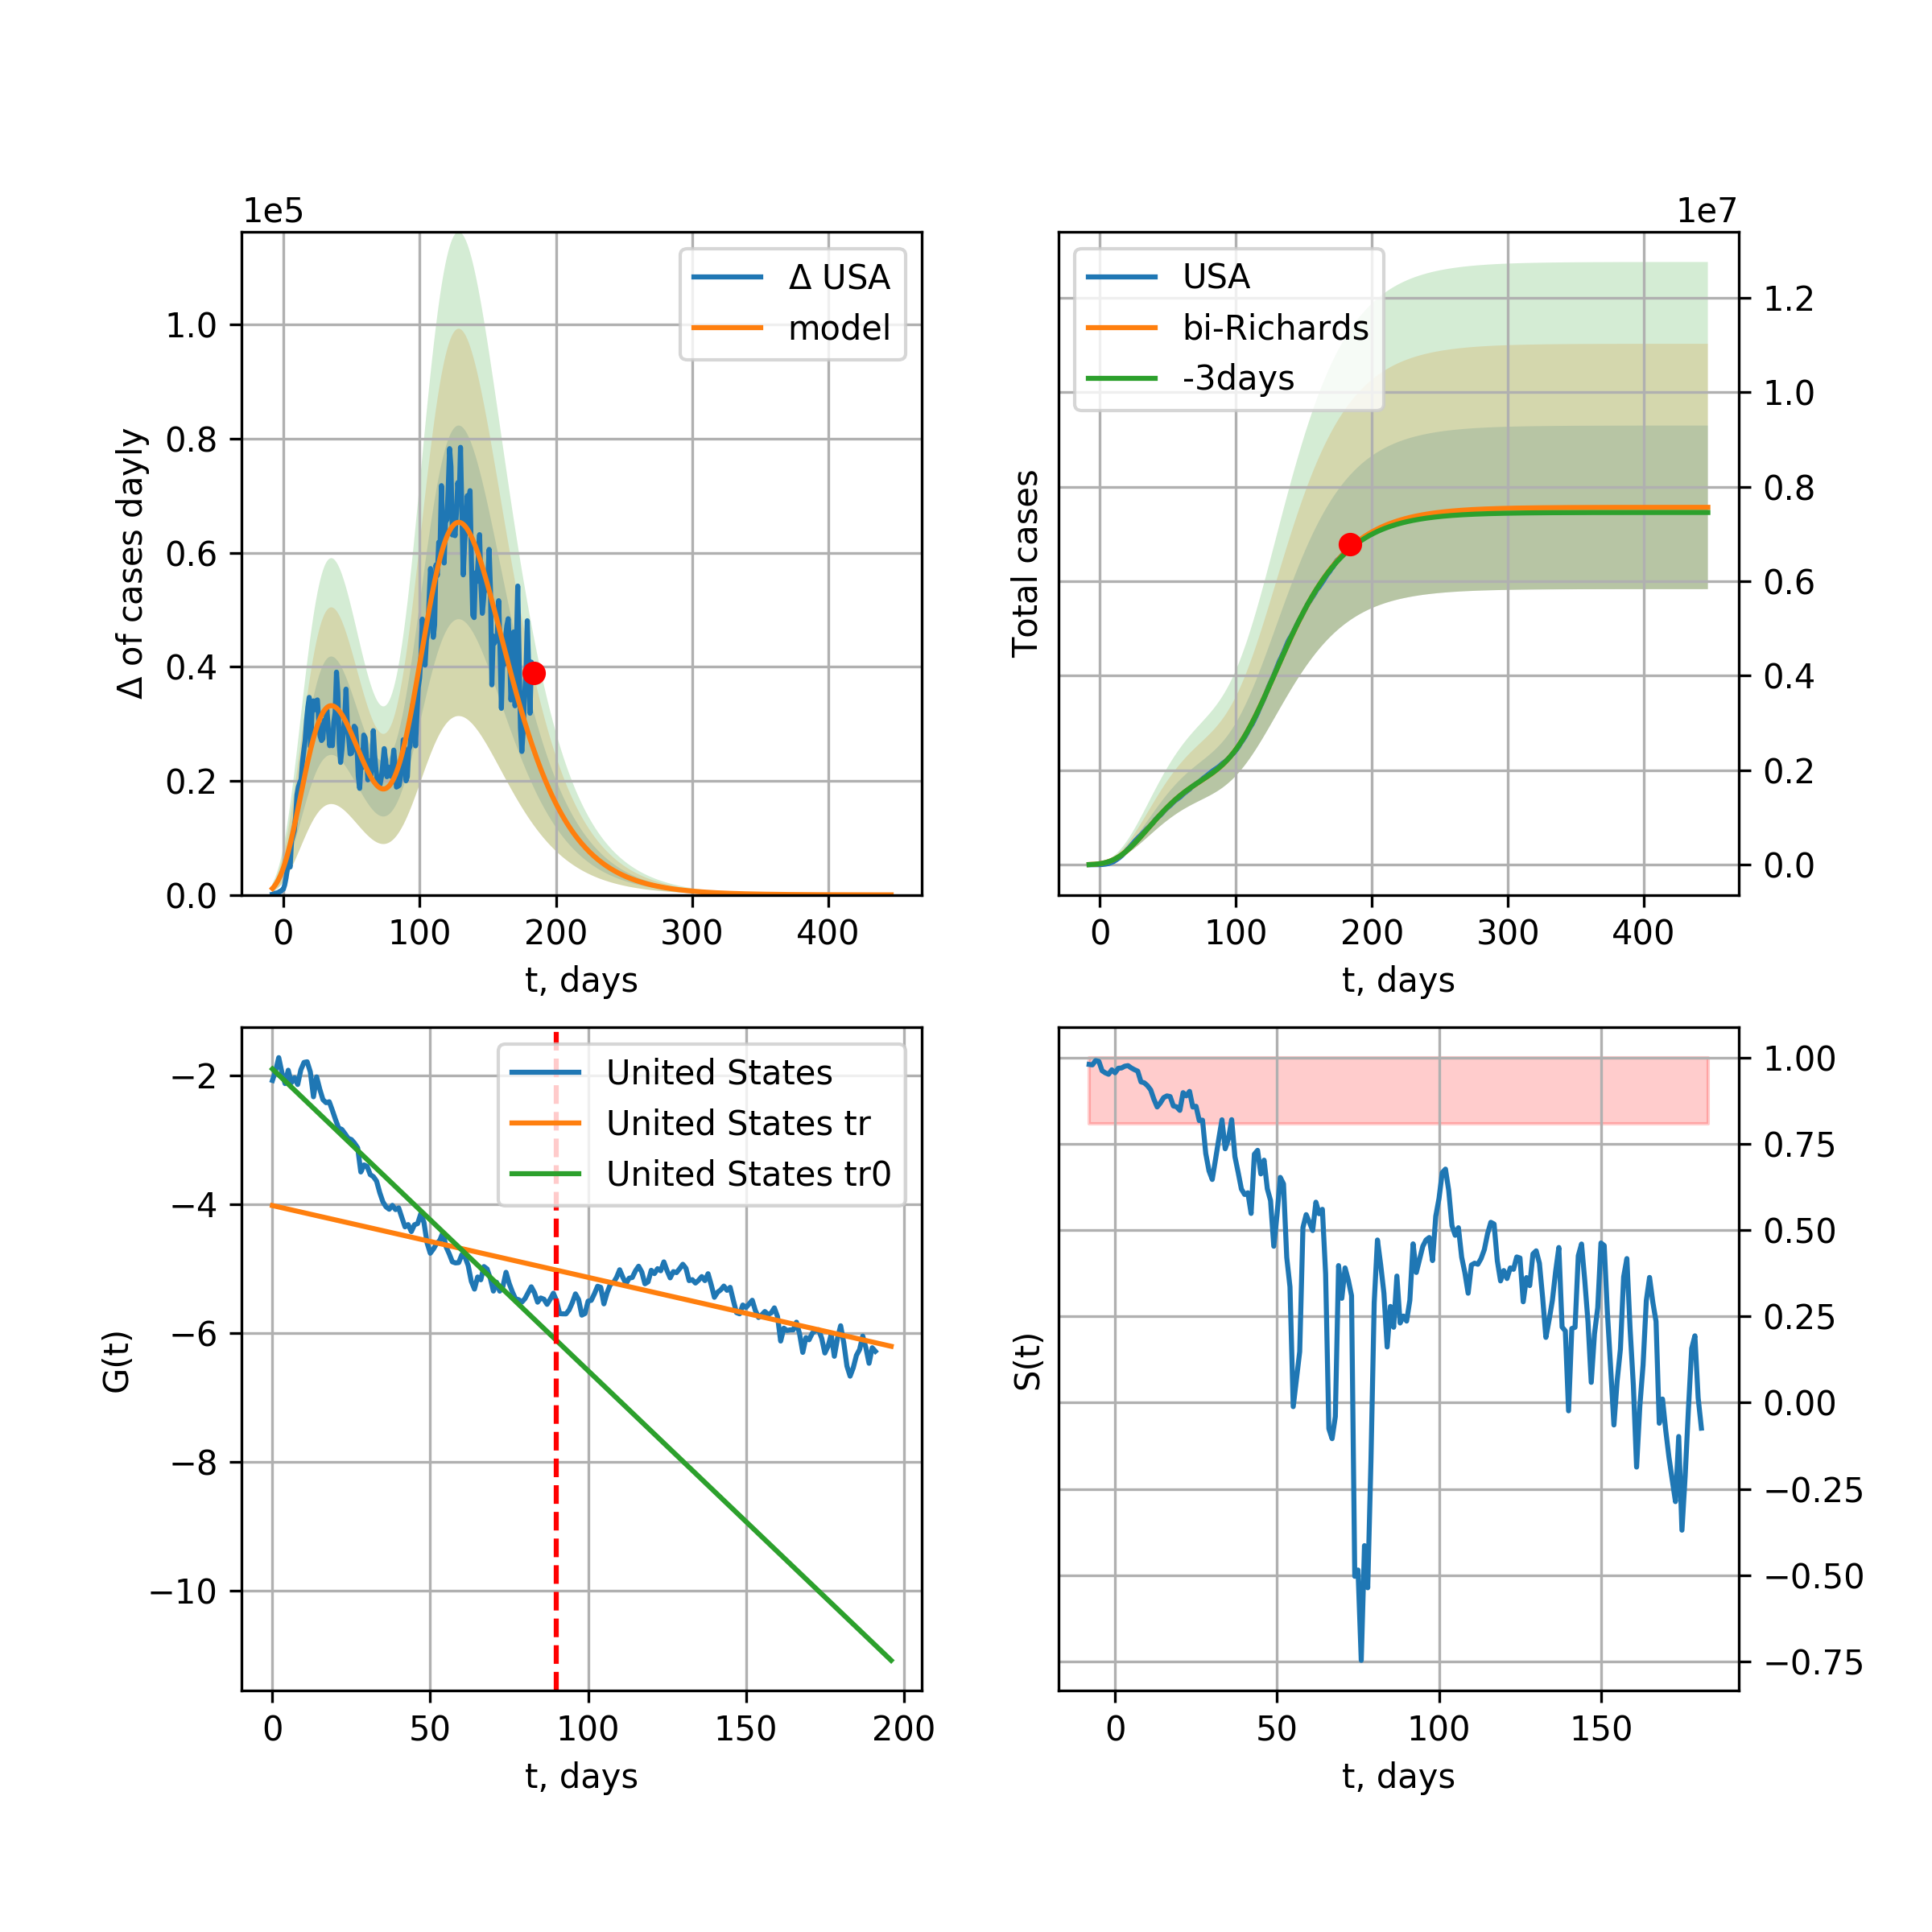 1e5
Δ of cases dayly
1.0
0.8
0.6
0.4
0.2
0.0
0 100 200 300 400
t, days
Δ USA
model
1e7
Total cases
USA
bi-Richards
-3days
1.2
1.0
0.8
0.6
0.4
0.2
0.0
0 100 200 300 400
t, days
G(t)
−2
−4
−6
−8
−10
0 50 100 150 200
t, days
United States
United States tr
United States tr0
S(t)
1.00
0.75
0.50
0.25
0.00
−0.25
−0.50
−0.75
0 50 100 150
t, days